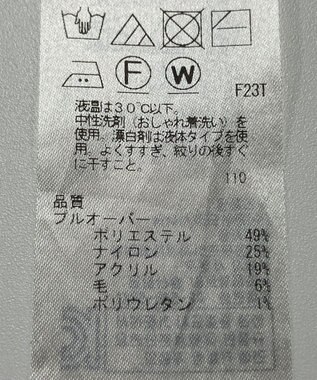 F W
F23T
液温は30℃以下。
中性洗剤（おしゃれ着洗い）を
使用。漂白剤は液体タイプを使
用。よくすすぎ、絞りの後すぐ
に干すこと。
110
品質
プルオーバー
ポリエステル 49%
ナイロン 25%
アクリル 19%
毛 6%
ポリウレタン 1%